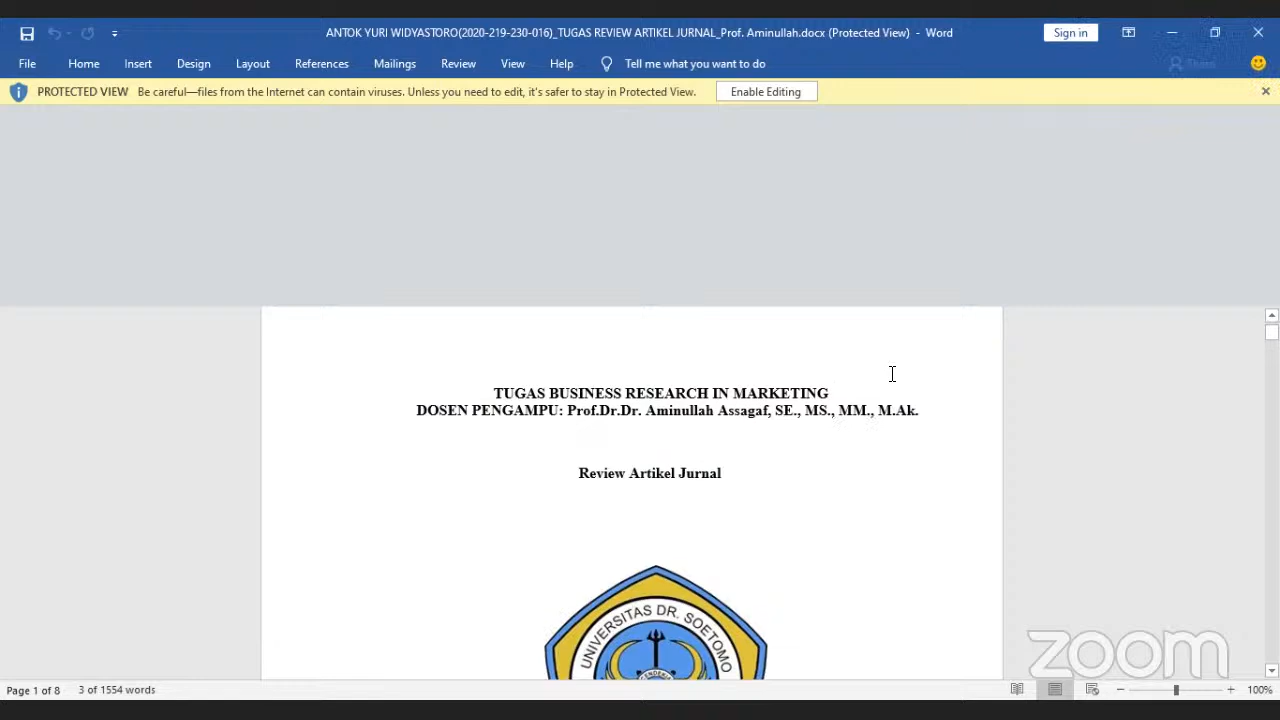 ANTOK YURI WIDYASTORO(2020-219-230-016)_TUGAS REVIEW ARTIKEL JURNAL_Prof. Aminullah.docx (Protected View) - Word
Sign in
File Home Insert Design Layout References Mailings Review View Help Tell me what you want to do Share
PROTECTED VIEW Be careful—files from the Internet can contain viruses. Unless you need to edit, it's safer to stay in Protected View. Enable Editing
TUGAS BUSINESS RESEARCH IN MARKETING
DOSEN PENGAMPU: Prof.Dr.Dr. Aminullah Assagaf, SE., MS., MM., M.Ak.
Review Artikel Jurnal
UNIVERSITAS DR. SOETOMO
zoom
Page 1 of 8 3 of 1554 words 100%